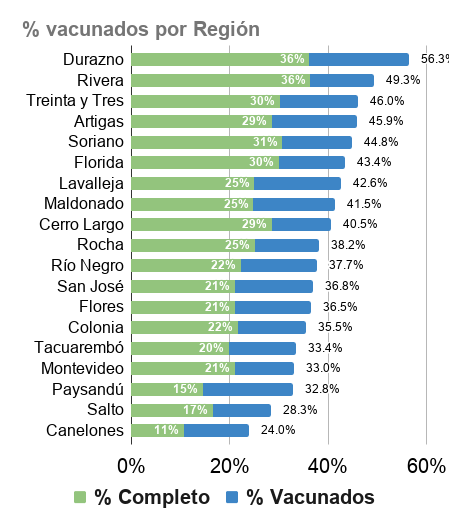 % vacunados por Región
Durazno 36% 56.3%
Rivera 36% 49.3%
Treinta y Tres 30% 46.0%
Artigas 29% 45.9%
Soriano 31% 44.8%
Florida 30% 43.4%
Lavalleja 25% 42.6%
Maldonado 25% 41.5%
Cerro Largo 29% 40.5%
Rocha 25% 38.2%
Río Negro 22% 37.7%
San José 21% 36.8%
Flores 21% 36.5%
Colonia 22% 35.5%
Tacuarembó 20% 33.4%
Montevideo 21% 33.0%
Paysandú 15% 32.8%
Salto 17% 28.3%
Canelones 11% 24.0%
0% 20% 40% 60%
% Completo % Vacunados